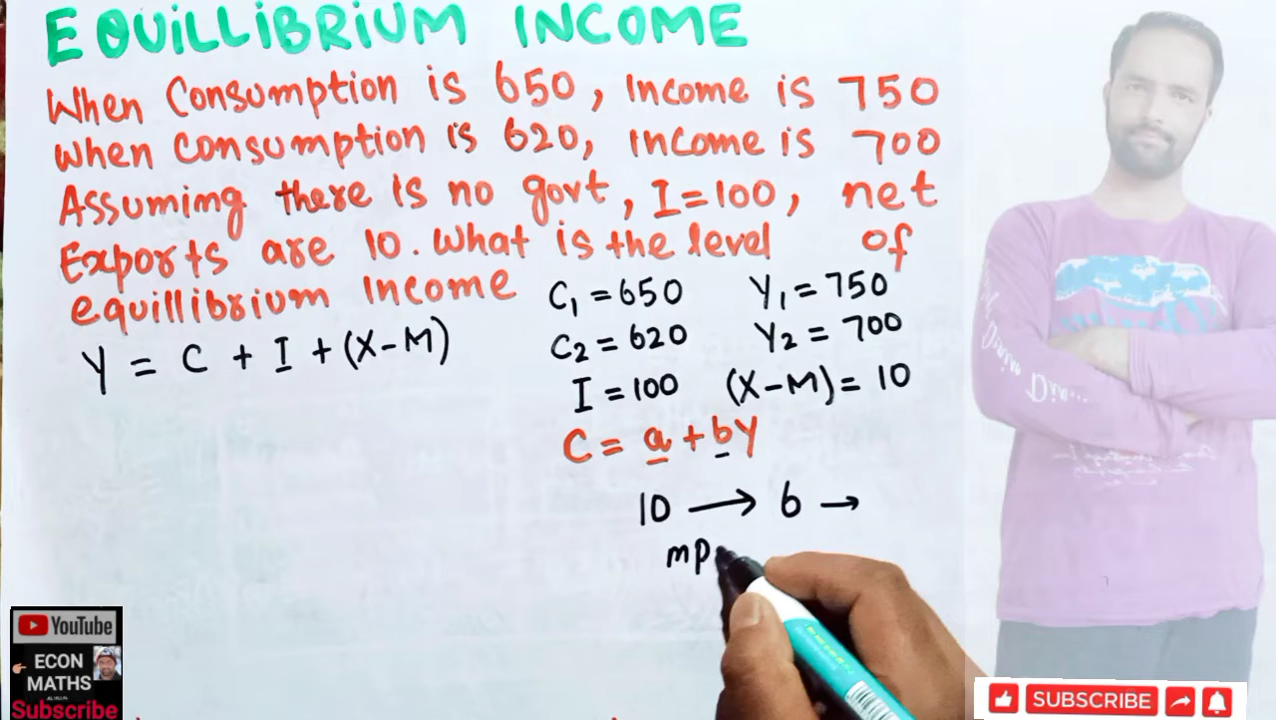 EQUILLIBRIUM INCOME
When Consumption is 650, Income is 750
When Consumption is 620, Income is 700
Assuming there is no govt, I=100, net
Exports are 10. What is the level of
equillibrium Income
C1 = 650 Y1 = 750
Y = C + I + (X-M)
C2 = 620 Y2 = 700
I = 100 (X-M) = 10
C = a + bY
10 → 6 →
mp
YouTube
ECON
MATHS
Subscribe
SUBSCRIBE